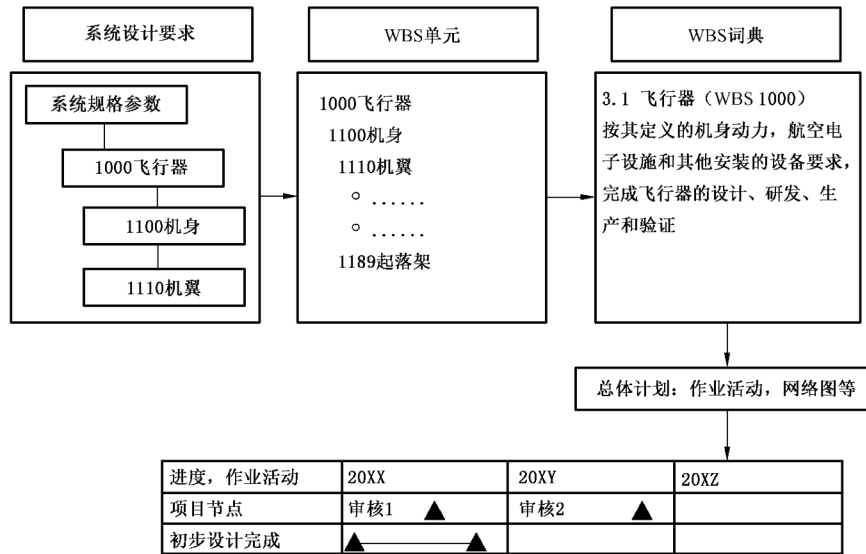 系统设计要求
WBS单元
WBS词典
系统规格参数
1000飞行器
1100机身
1110机翼
1000飞行器
1100机身
1110机翼
○ ......
○ ......
1189起落架
3.1 飞行器（WBS 1000）
按其定义的机身动力，航空电
子设施和其他安装的设备要求，
完成飞行器的设计、研发、生
产和验证
总体计划：作业活动，网络图等
进度，作业活动 20XX 20XY 20XZ
项目节点 审核1 审核2
初步设计完成